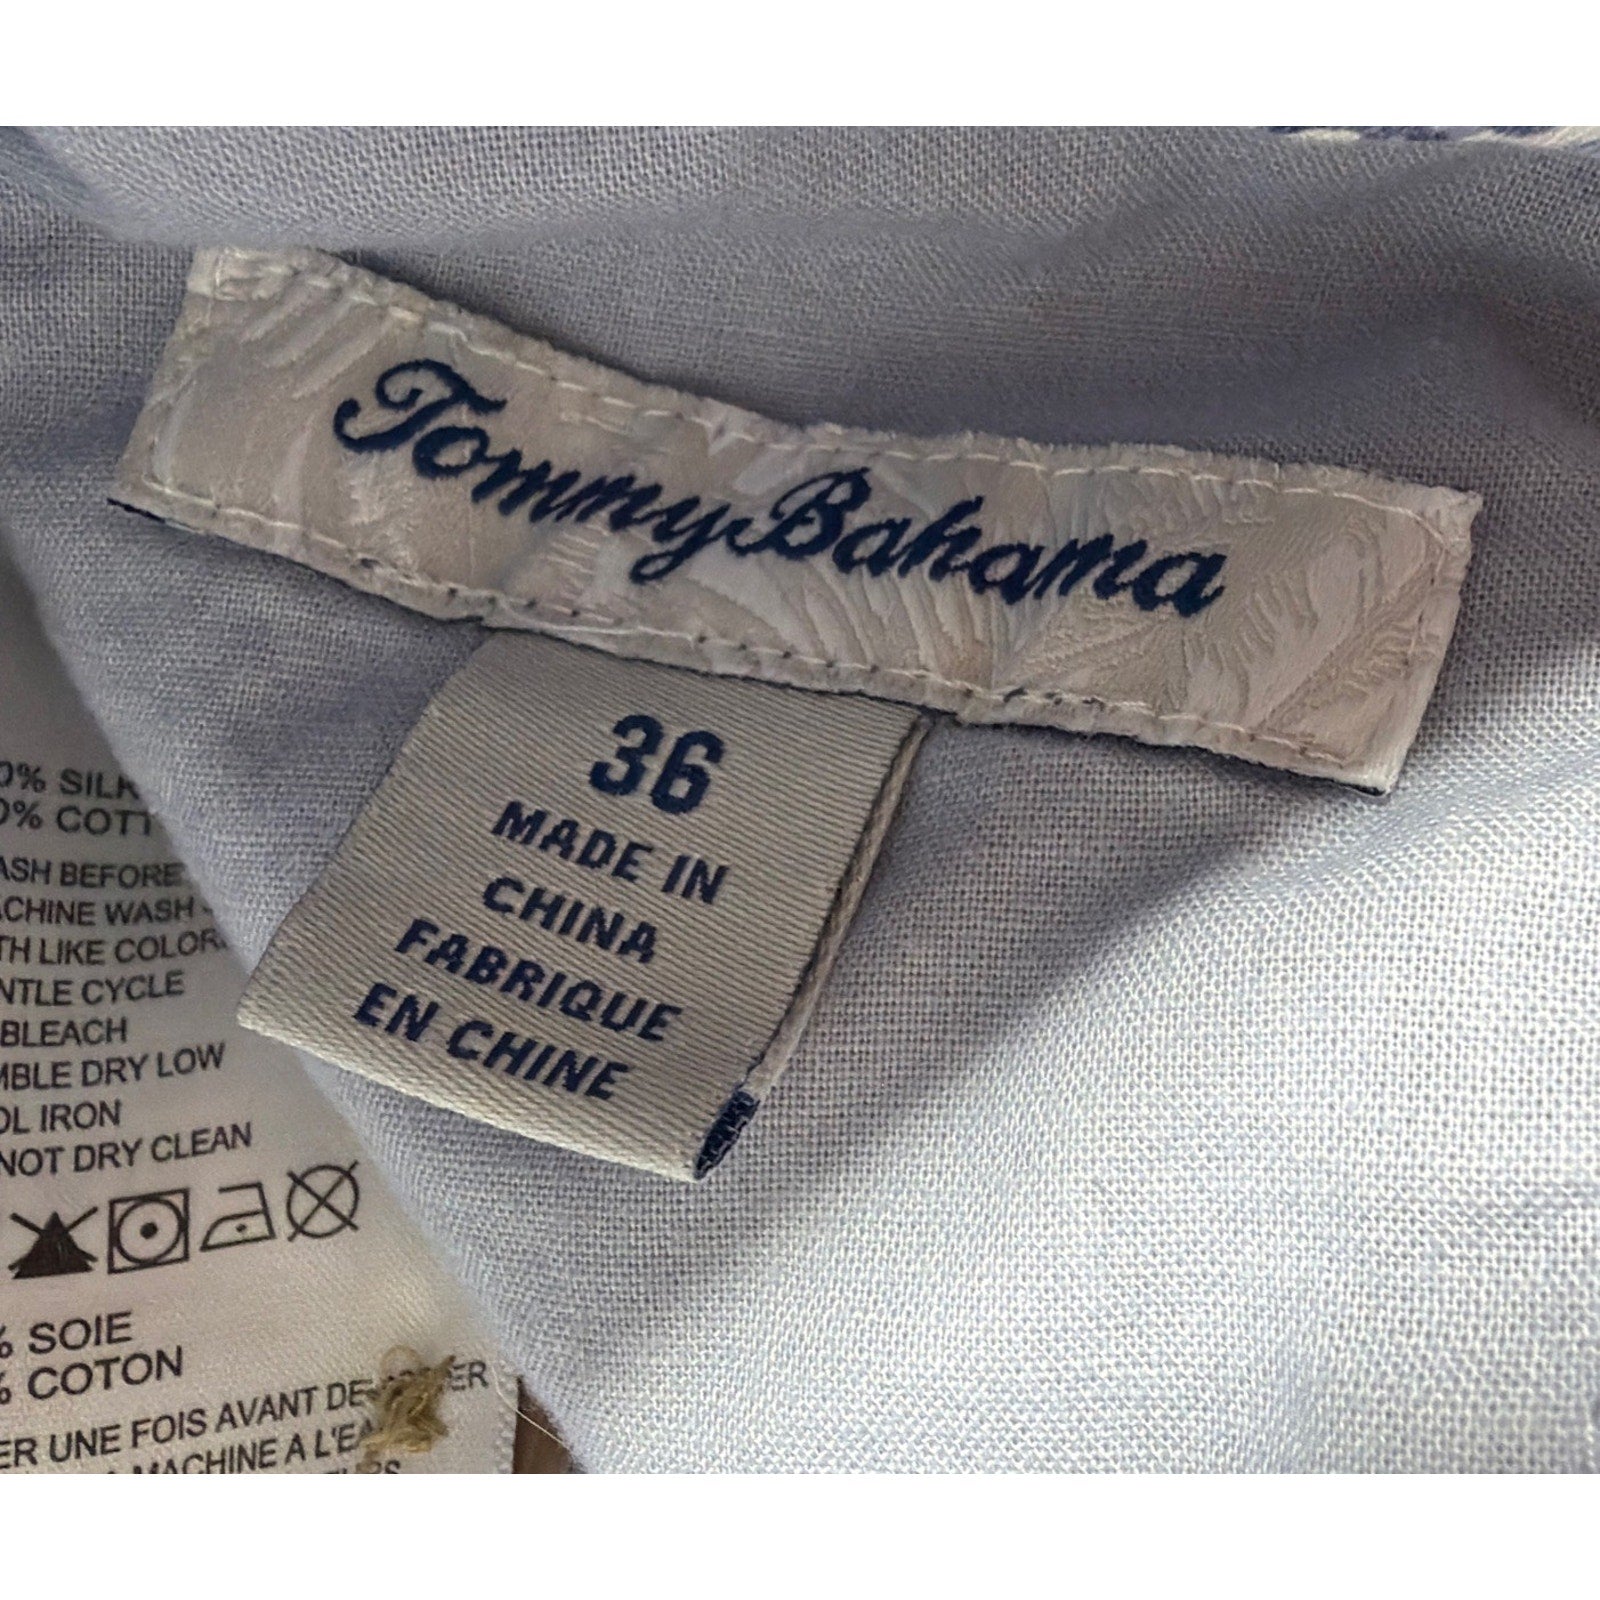 Tommy Bahama
36
MADE IN
CHINA
FABRIQUE
EN CHINE
0% SILK
0% COTT
ASH BEFORE
ACHINE WASH
TH LIKE COLOR
NTLE CYCLE
BLEACH
MBLE DRY LOW
OL IRON
NOT DRY CLEAN
% SOIE
% COTON
ER UNE FOIS AVANT DE
MACHINE A L'EA